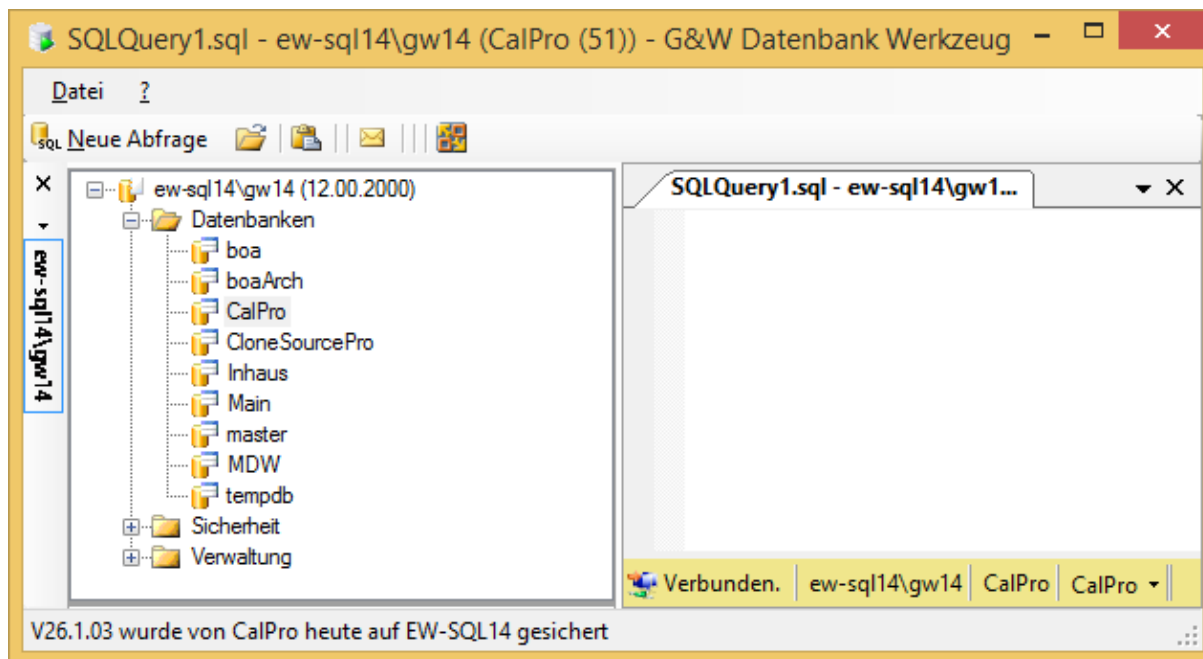 SQLQuery1.sql - ew-sql14\gw14 (CalPro (51)) - G&W Datenbank Werkzeug
Datei ?
SQL Neue Abfrage
ew-sql14\gw14
ew-sql14\gw14 (12.00.2000)
Datenbanken
boa
boaArch
CalPro
CloneSourcePro
Inhaus
Main
master
MDW
tempdb
Sicherheit
Verwaltung
SQLQuery1.sql - ew-sql14\gw1...
Verbunden. ew-sql14\gw14 CalPro CalPro
V26.1.03 wurde von CalPro heute auf EW-SQL14 gesichert